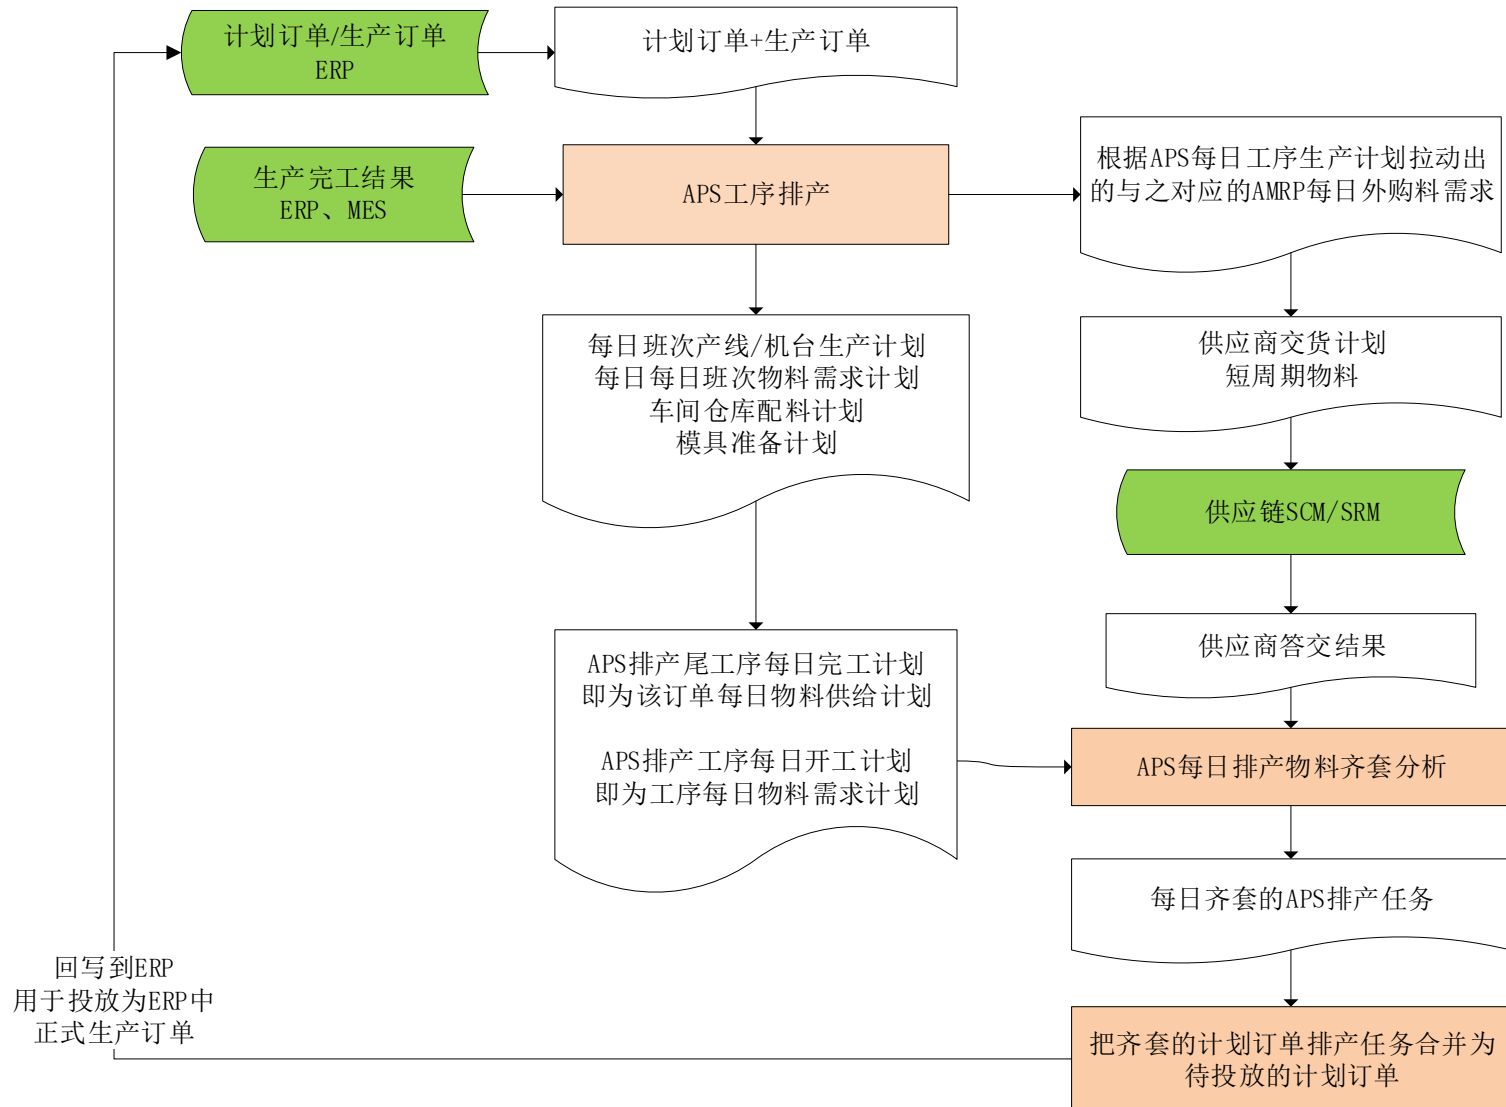 计划订单/生产订单
ERP
计划订单+生产订单
生产完工结果
ERP、MES
APS工序排产
根据APS每日工序生产计划拉动出
的与之对应的AMRP每日外购料需求
每日班次产线/机台生产计划
每日每日班次物料需求计划
车间仓库配料计划
模具准备计划
供应商交货计划
短周期物料
供应链SCM/SRM
供应商答交结果
APS排产尾工序每日完工计划
即为该订单每日物料供给计划
APS排产工序每日开工计划
即为工序每日物料需求计划
APS每日排产物料齐套分析
每日齐套的APS排产任务
把齐套的计划订单排产任务合并为
待投放的计划订单
回写到ERP
用于投放为ERP中
正式生产订单